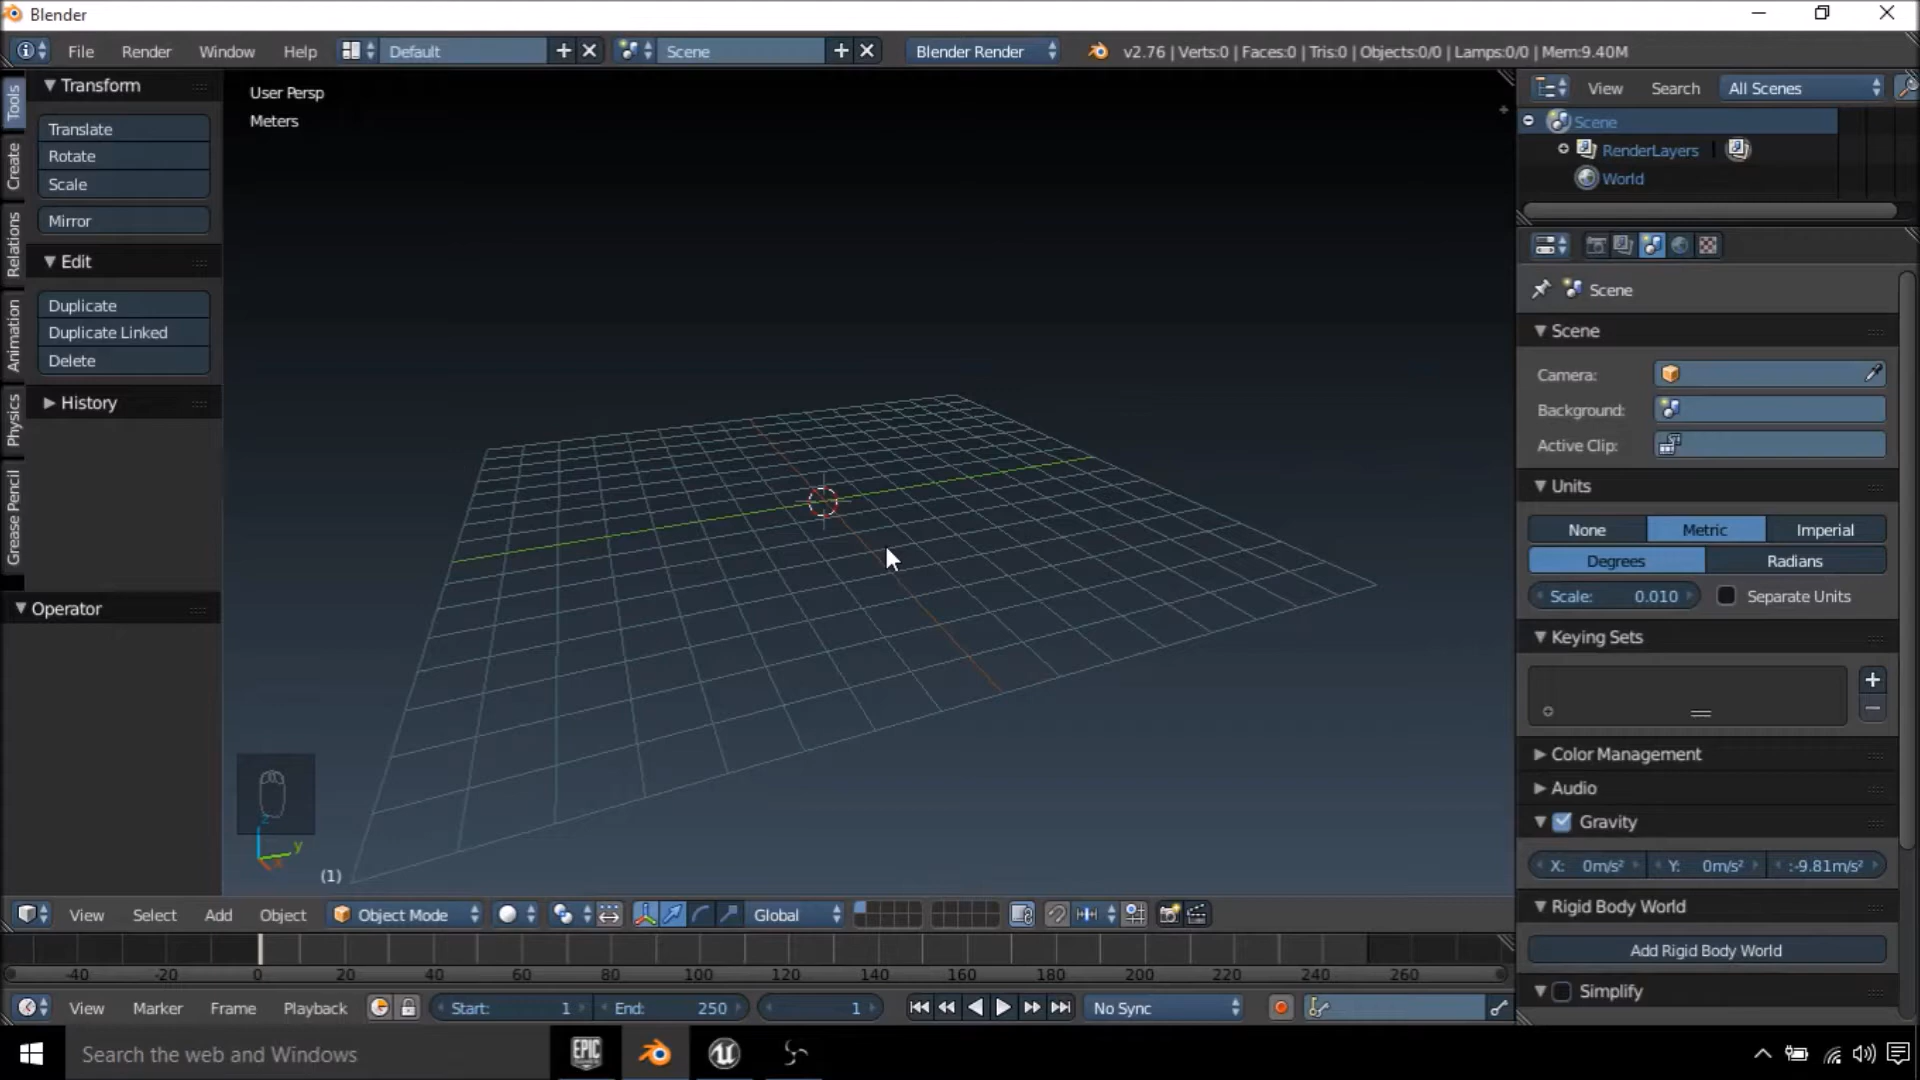 Blender
File Render Window Help Default Scene Blender Render v2.76 | Verts:0 | Faces:0 | Tris:0 | Objects:0/0 | Lamps:0/0 | Mem:9.40M
Tools
Create
Relations
Animation
Physics
Grease Pencil
Transform
Translate
Rotate
Scale
Mirror
Edit
Duplicate
Duplicate Linked
Delete
History
Operator
User Persp
Meters
z
y
x
(1)
View Search All Scenes
Scene
RenderLayers
World
Scene
Scene
Camera:
Background:
Active Clip:
Units
None Metric Imperial
Degrees Radians
Scale: 0.010 Separate Units
Keying Sets
Color Management
Audio
Gravity
X: 0m/s² Y: 0m/s² :-9.81m/s²
Rigid Body World
Add Rigid Body World
Simplify
View Select Add Object Object Mode Global
-40 -20 0 20 40 60 80 100 120 140 160 180 200 220 240 260
View Marker Frame Playback Start: 1 End: 250 1 No Sync
Search the web and Windows
EPIC